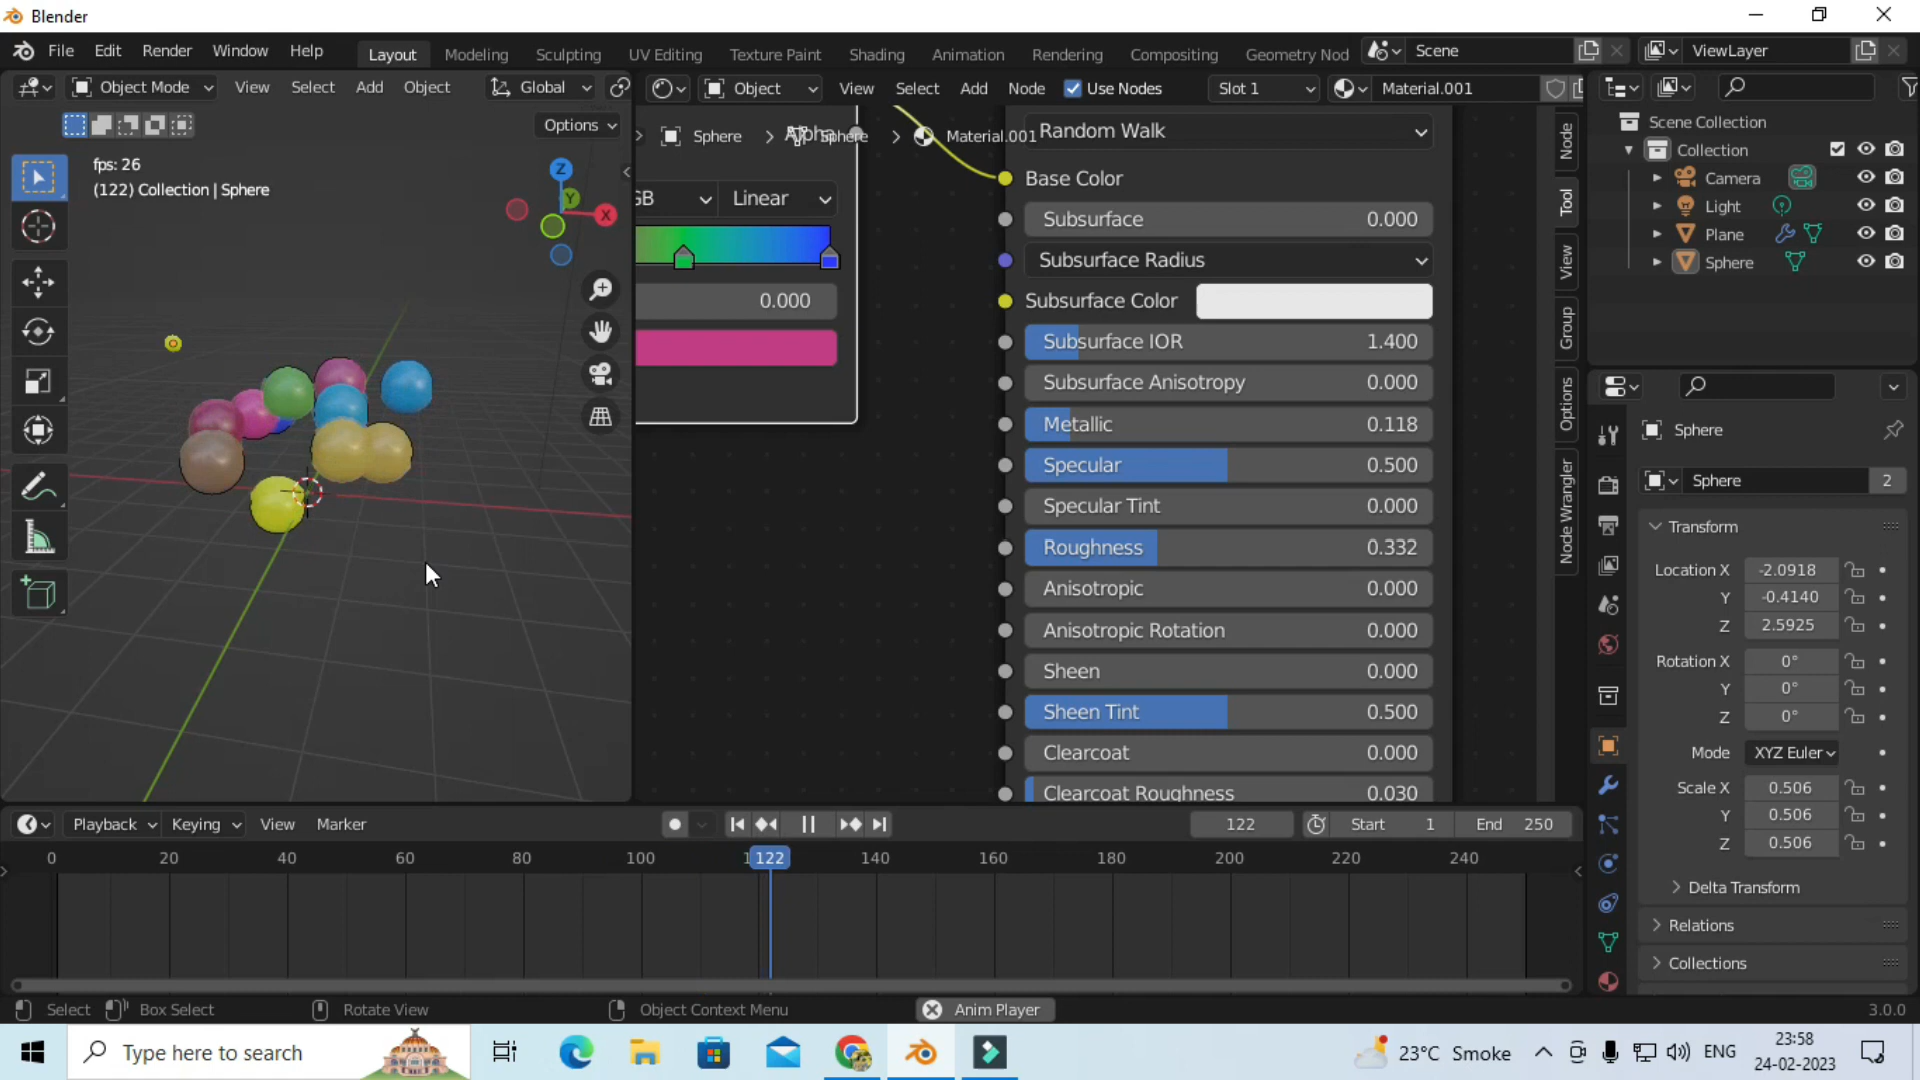 Blender
File Edit Render Window Help
Layout Modeling Sculpting UV Editing Texture Paint Shading Animation Rendering Compositing Geometry Nod
Scene
ViewLayer
Object Mode View Select Add Object Global
Object View Select Add Node Use Nodes Slot 1 Material.001
Options
fps: 26
(122) Collection | Sphere
Z
Y
X
Sphere > Sphere > Material.001
Alpha
GB Linear
0.000
Random Walk
Base Color
Subsurface 0.000
Subsurface Radius
Subsurface Color
Subsurface IOR 1.400
Subsurface Anisotropy 0.000
Metallic 0.118
Specular 0.500
Specular Tint 0.000
Roughness 0.332
Anisotropic 0.000
Anisotropic Rotation 0.000
Sheen 0.000
Sheen Tint 0.500
Clearcoat 0.000
Clearcoat Roughness 0.030
Node
Tool
View
Group
Options
Node Wrangler
Scene Collection
Collection
Camera
Light
Plane
Sphere
Sphere
Sphere 2
Transform
Location X -2.0918
Y -0.4140
Z 2.5925
Rotation X 0°
Y 0°
Z 0°
Mode XYZ Euler
Scale X 0.506
Y 0.506
Z 0.506
Delta Transform
Relations
Collections
Playback Keying View Marker
122 Start 1 End 250
0 20 40 60 80 100 1 122 140 160 180 200 220 240
Select Box Select Rotate View Object Context Menu Anim Player 3.0.0
Type here to search
23°C Smoke ENG
23:58
24-02-2023